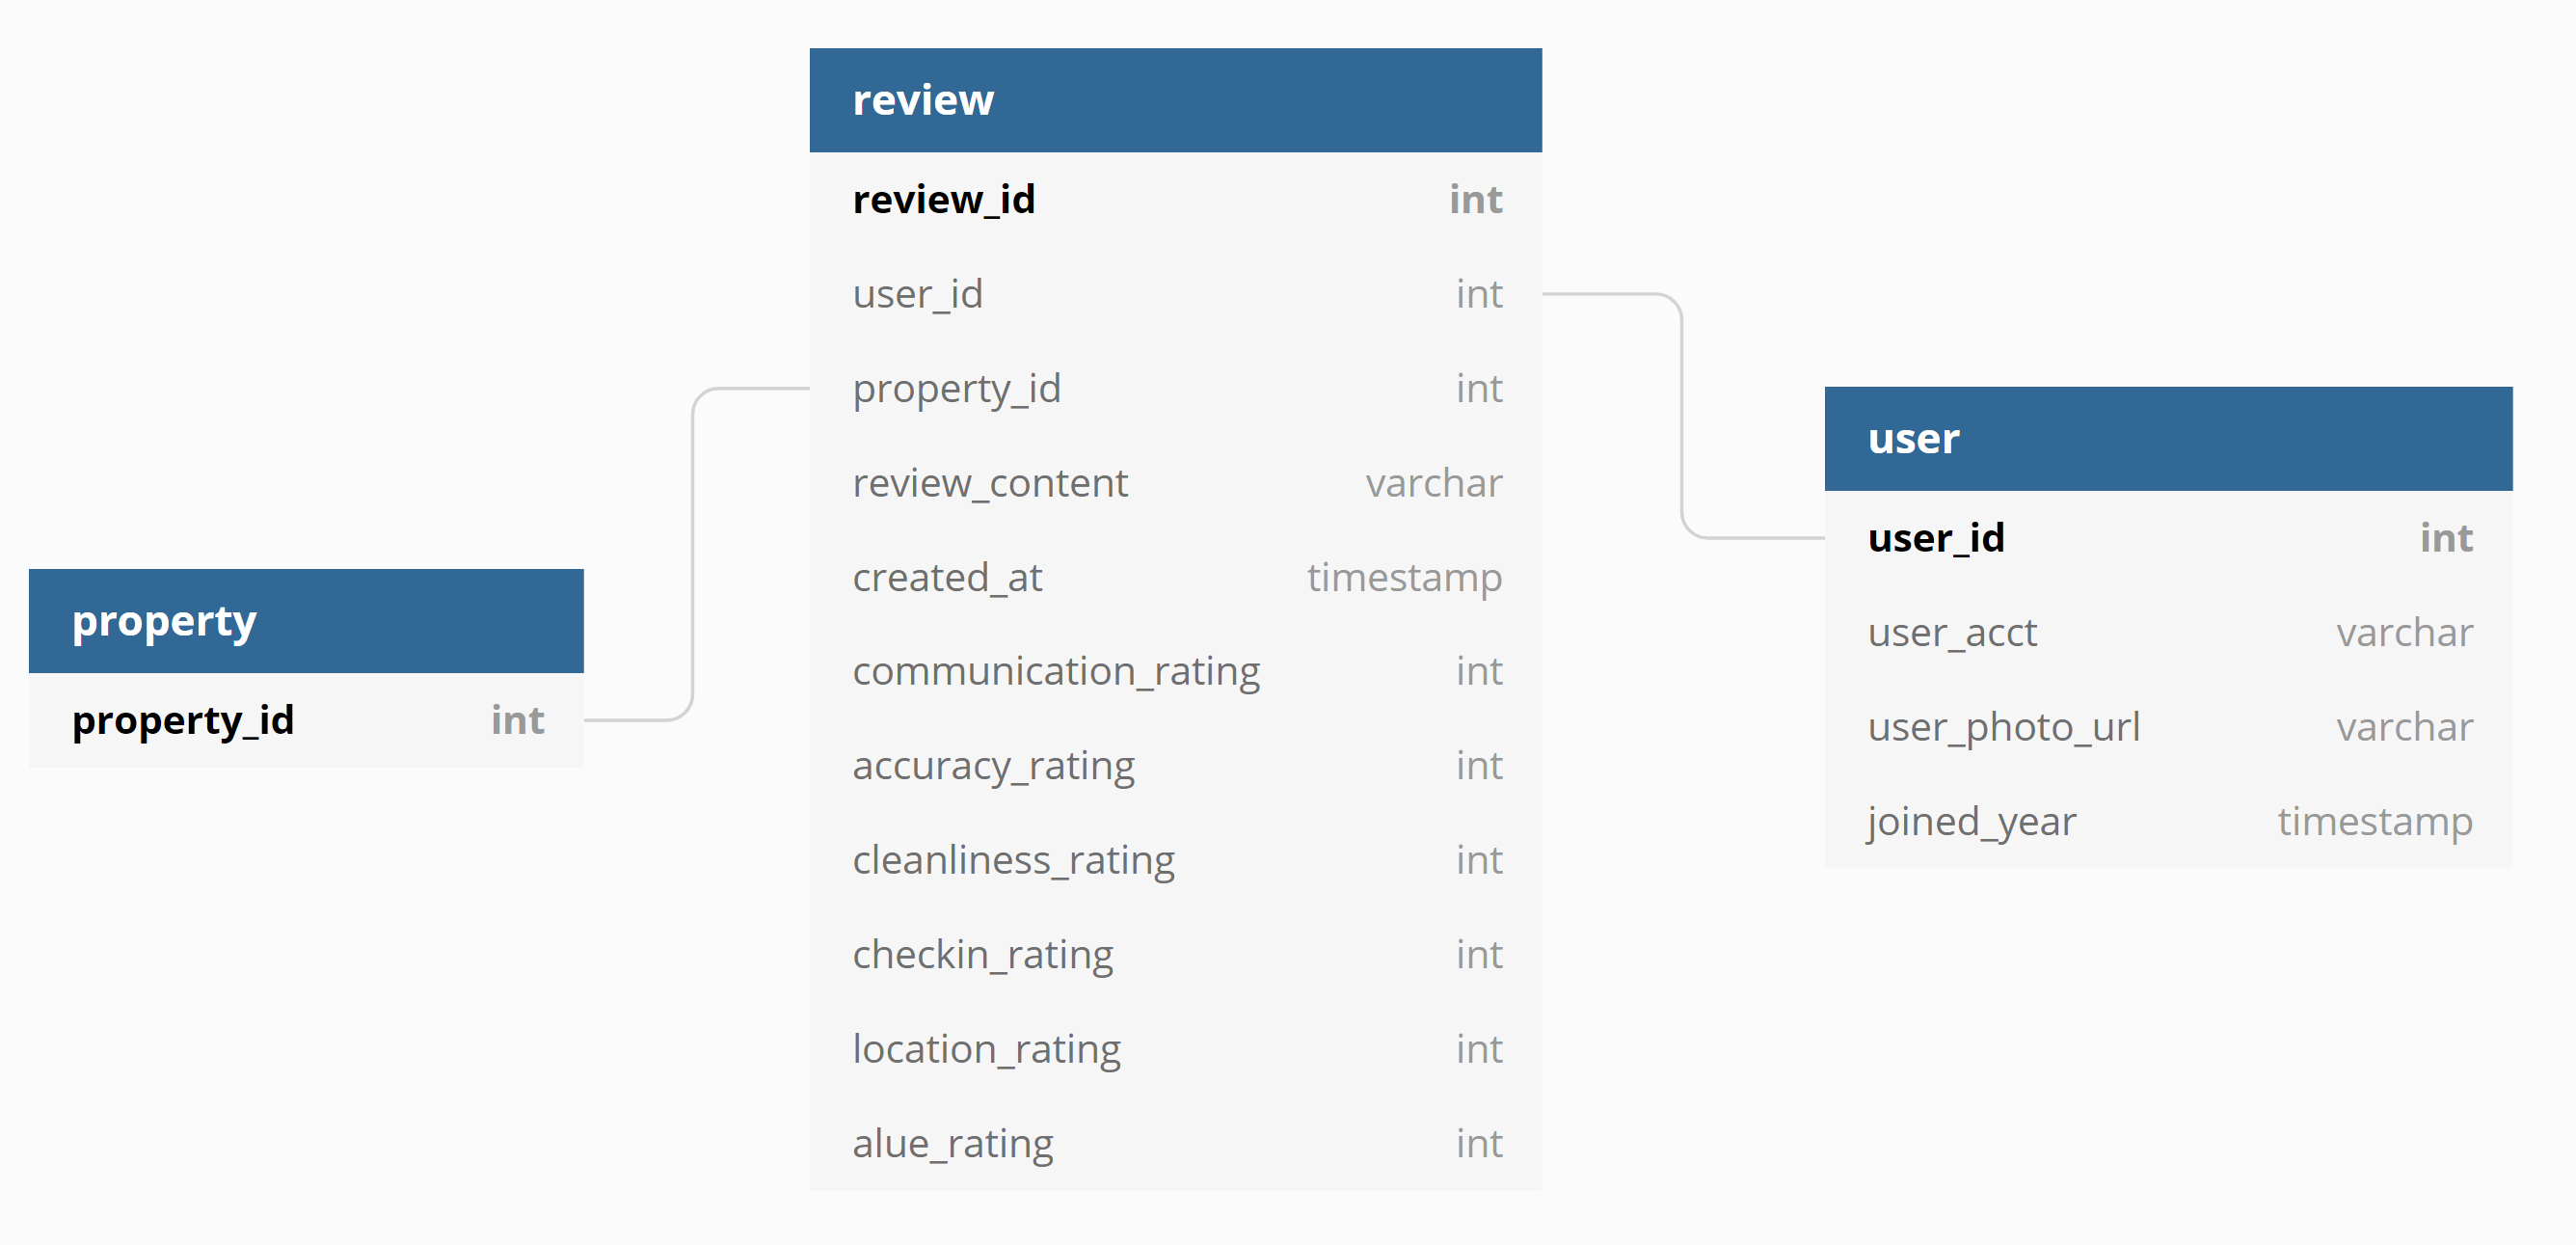 review
review_id int
user_id int
property_id int
review_content varchar
created_at timestamp
communication_rating int
accuracy_rating int
cleanliness_rating int
checkin_rating int
location_rating int
alue_rating int
property
property_id int
user
user_id int
user_acct varchar
user_photo_url varchar
joined_year timestamp